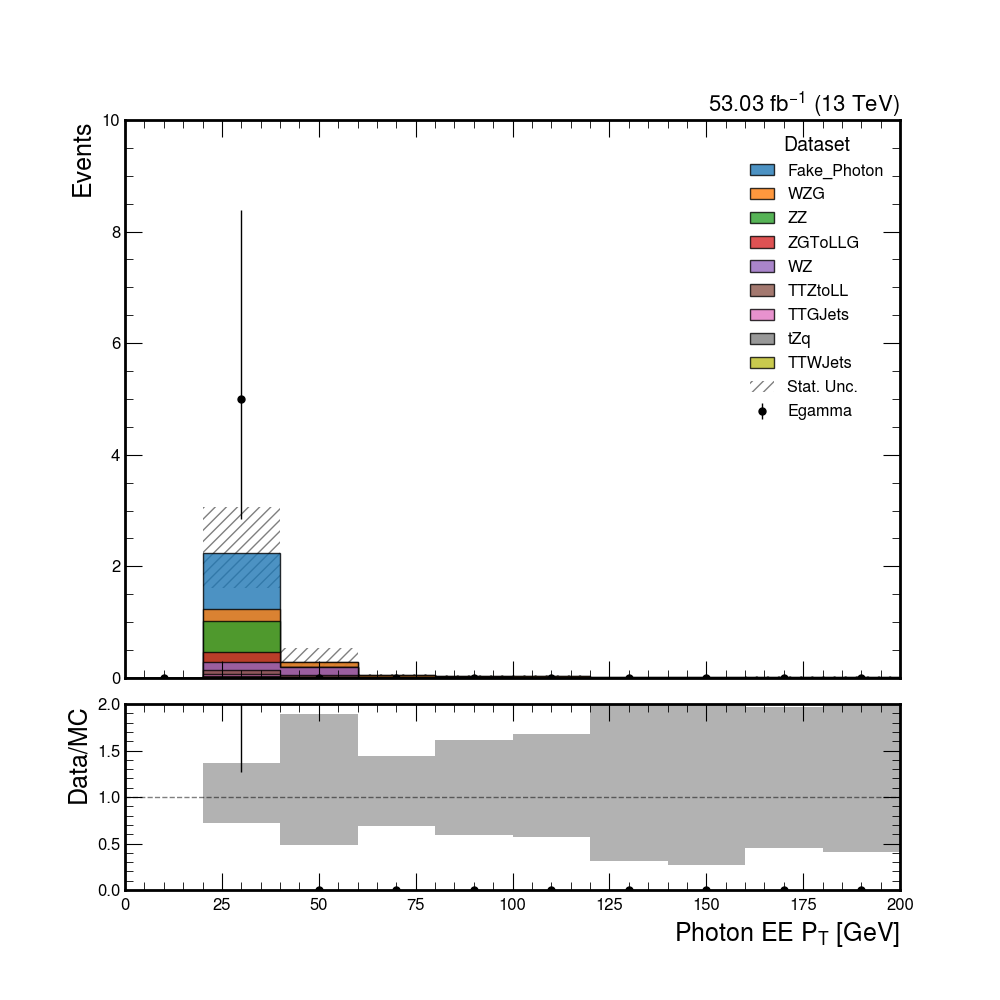 53.03 fb⁻¹ (13 TeV)
Events
10
8
6
4
2
0
Dataset
Fake_Photon
WZG
ZZ
ZGToLLG
WZ
TTZtoLL
TTGJets
tZq
TTWJets
Stat. Unc.
Egamma
Data/MC
2.0
1.5
1.0
0.5
0.0
0 25 50 75 100 125 150 175 200
Photon EE P_T [GeV]